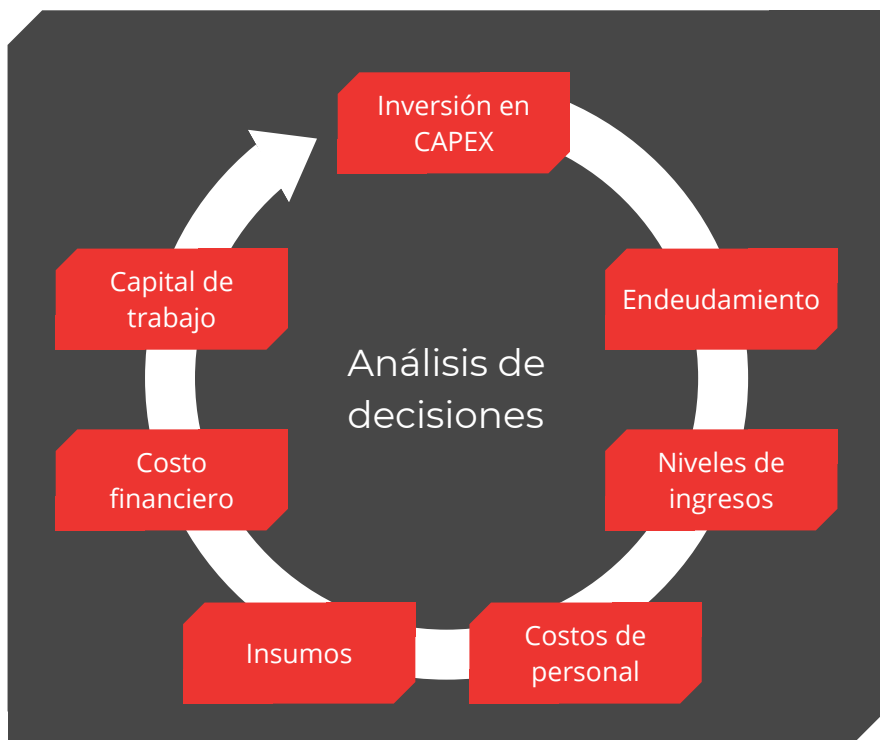 Inversión en
CAPEX
Endeudamiento
Niveles de
ingresos
Costos de
personal
Insumos
Costo
financiero
Capital de
trabajo
Análisis de
decisiones